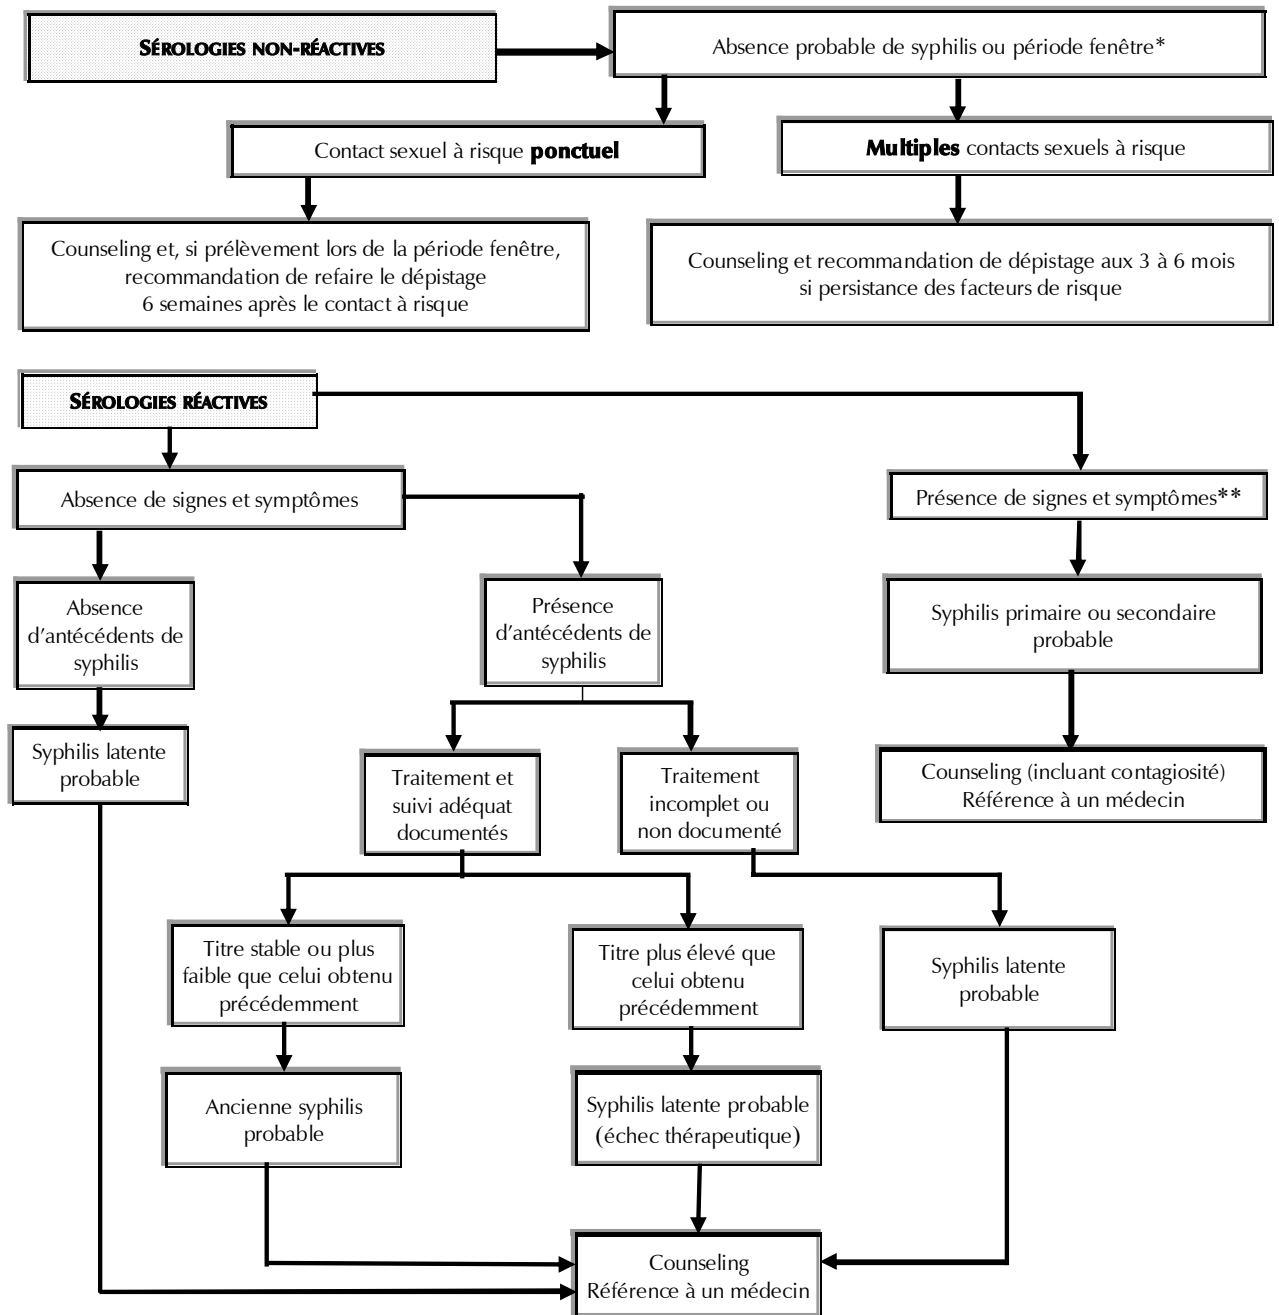 SÉROLOGIES NON-RÉACTIVES
Absence probable de syphilis ou période fenêtre*
Contact sexuel à risque ponctuel
Multiples contacts sexuels à risque
Counseling et, si prélèvement lors de la période fenêtre,
recommandation de refaire le dépistage
6 semaines après le contact à risque
Counseling et recommandation de dépistage aux 3 à 6 mois
si persistance des facteurs de risque
SÉROLOGIES RÉACTIVES
Absence de signes et symptômes
Présence de signes et symptômes**
Absence
d'antécédents de
syphilis
Présence
d'antécédents de
syphilis
Syphilis primaire ou secondaire
probable
Syphilis latente
probable
Traitement et
suivi adéquat
documentés
Traitement
incomplet ou
non documenté
Counseling (incluant contagiosité)
Référence à un médecin
Titre stable ou plus
faible que celui obtenu
précédemment
Titre plus élevé que
celui obtenu
précédemment
Syphilis latente
probable
Ancienne syphilis
probable
Syphilis latente probable
(échec thérapeutique)
Counseling
Référence à un médecin